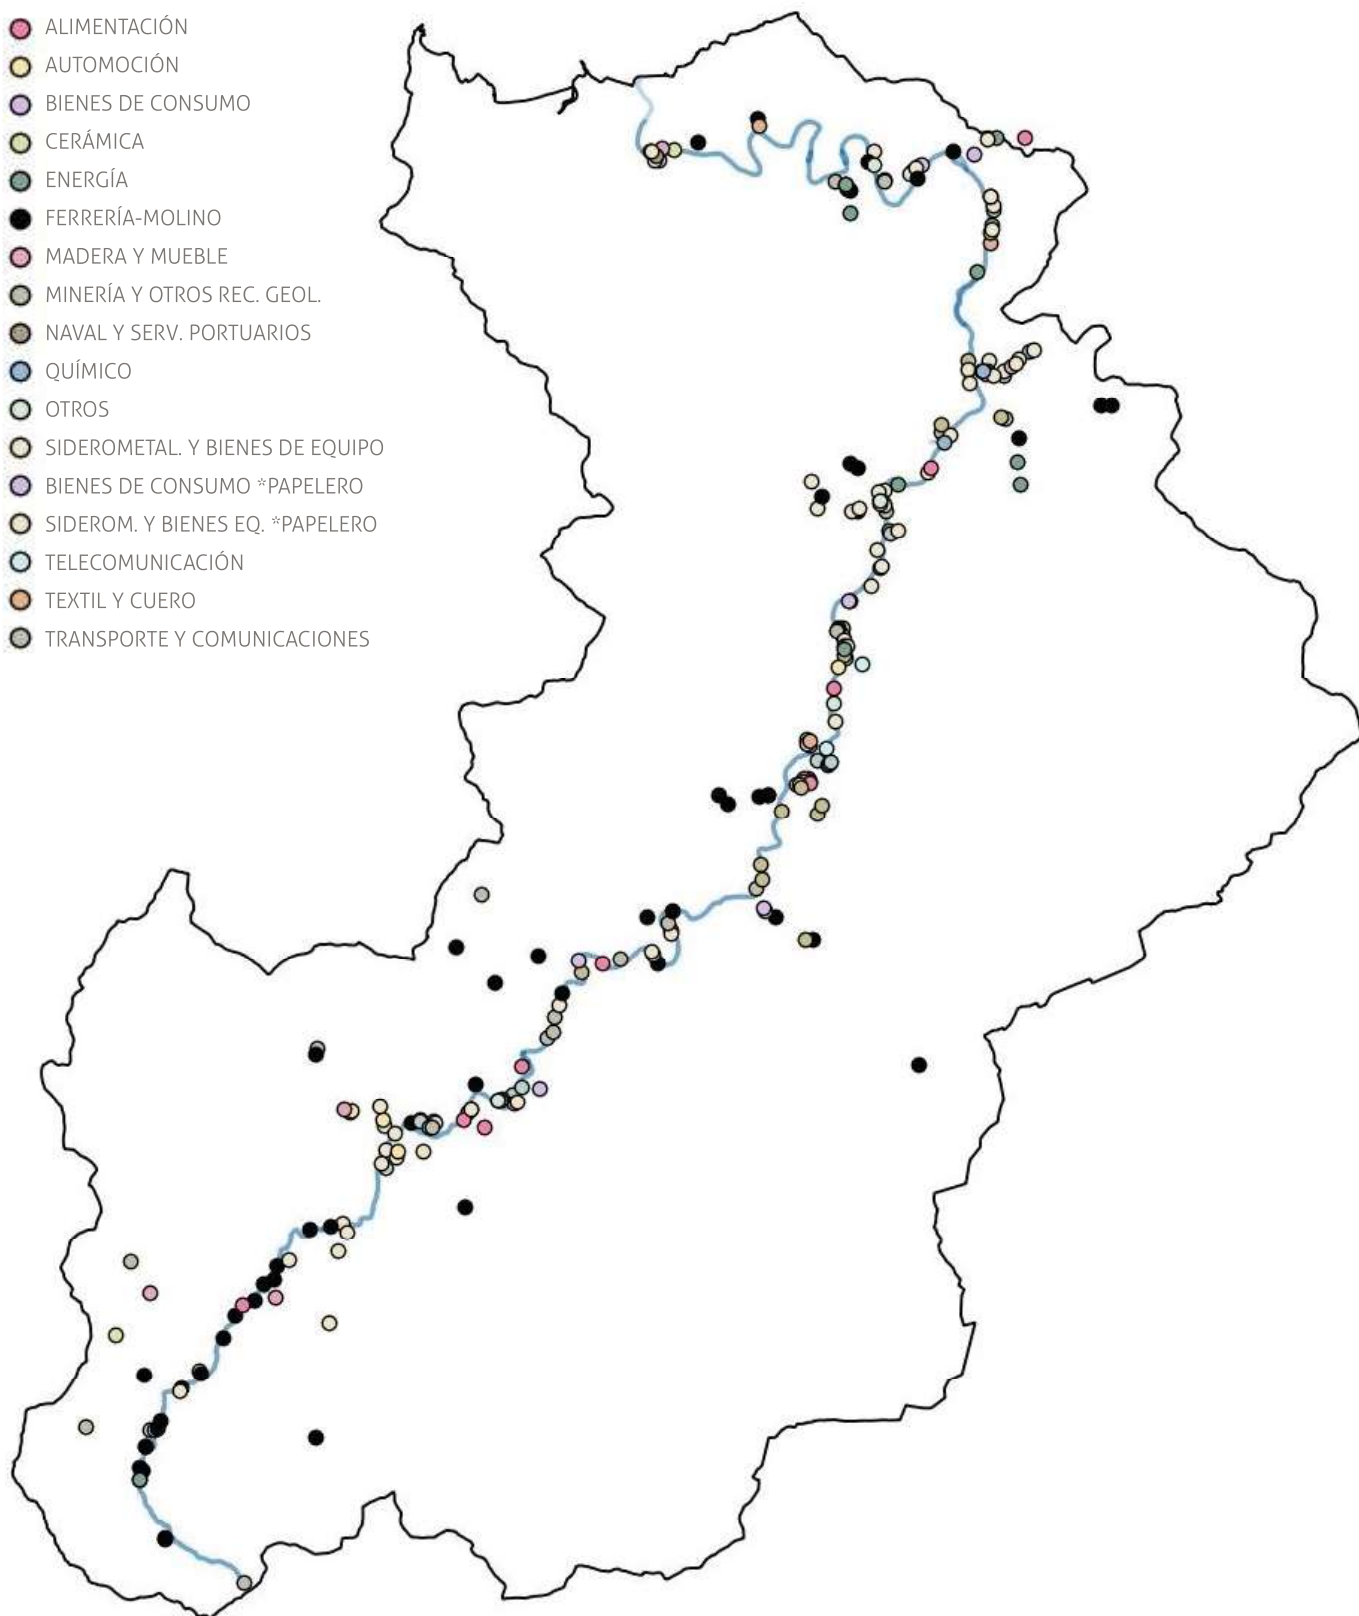 ALIMENTACIÓN
AUTOMOCIÓN
BIENES DE CONSUMO
CERÁMICA
ENERGÍA
FERRERÍA-MOLINO
MADERA Y MUEBLE
MINERÍA Y OTROS REC. GEOL.
NAVAL Y SERV. PORTUARIOS
QUÍMICO
OTROS
SIDEROMETAL. Y BIENES DE EQUIPO
BIENES DE CONSUMO *PAPELERO
SIDEROM. Y BIENES EQ. *PAPELERO
TELECOMUNICACIÓN
TEXTIL Y CUERO
TRANSPORTE Y COMUNICACIONES